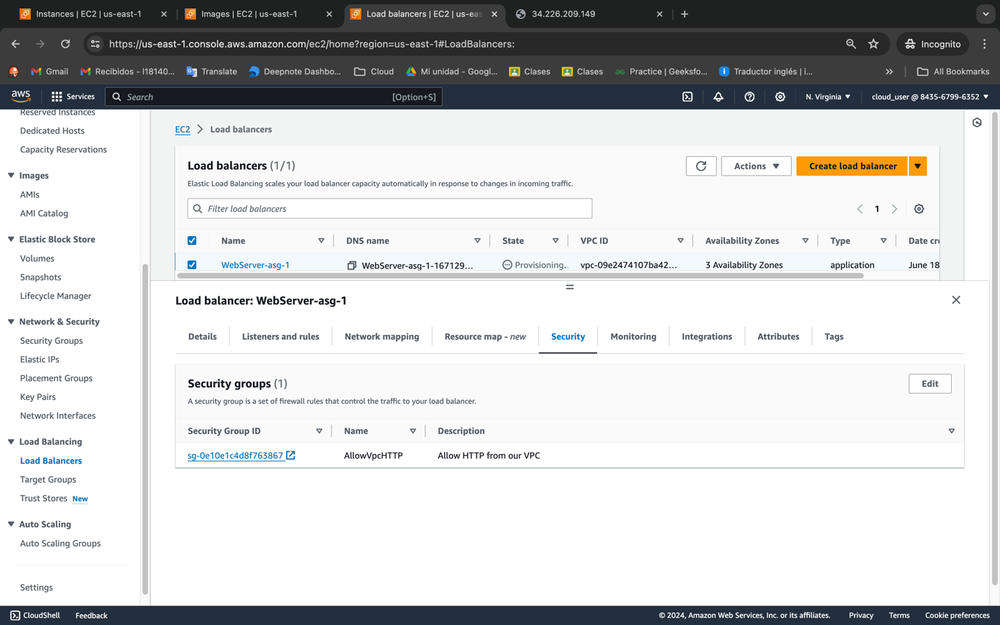 Instances | EC2 | us-east-1
Images | EC2 | us-east-1
Load balancers | EC2 | us-eas
34.226.209.149
https://us-east-1.console.aws.amazon.com/ec2/home?region=us-east-1#LoadBalancers:
Incognito
Gmail
Recibidos - l18140...
Translate
Deepnote Dashbo...
Cloud
Mi unidad - Googl...
Clases
Clases
Practice | Geeksfo...
Traductor inglés | i...
All Bookmarks
aws
Services
Search
[Option+S]
N. Virginia
cloud_user @ 8435-6799-6352
Reserved Instances
Dedicated Hosts
Capacity Reservations
Images
AMIs
AMI Catalog
Elastic Block Store
Volumes
Snapshots
Lifecycle Manager
Network & Security
Security Groups
Elastic IPs
Placement Groups
Key Pairs
Network Interfaces
Load Balancing
Load Balancers
Target Groups
Trust Stores New
Auto Scaling
Auto Scaling Groups
Settings
EC2 > Load balancers
Load balancers (1/1)
Actions
Create load balancer
Elastic Load Balancing scales your load balancer capacity automatically in response to changes in incoming traffic.
Filter load balancers
1
Name DNS name State VPC ID Availability Zones Type Date cr
WebServer-asg-1 WebServer-asg-1-167129... Provisioning.. vpc-09e2474107ba42... 3 Availability Zones application June 18
Load balancer: WebServer-asg-1
Details Listeners and rules Network mapping Resource map - new Security Monitoring Integrations Attributes Tags
Security groups (1)
Edit
A security group is a set of firewall rules that control the traffic to your load balancer.
Security Group ID Name Description
sg-0e10e1c4d8f763867 AllowVpcHTTP Allow HTTP from our VPC
CloudShell Feedback
© 2024, Amazon Web Services, Inc. or its affiliates. Privacy Terms Cookie preferences